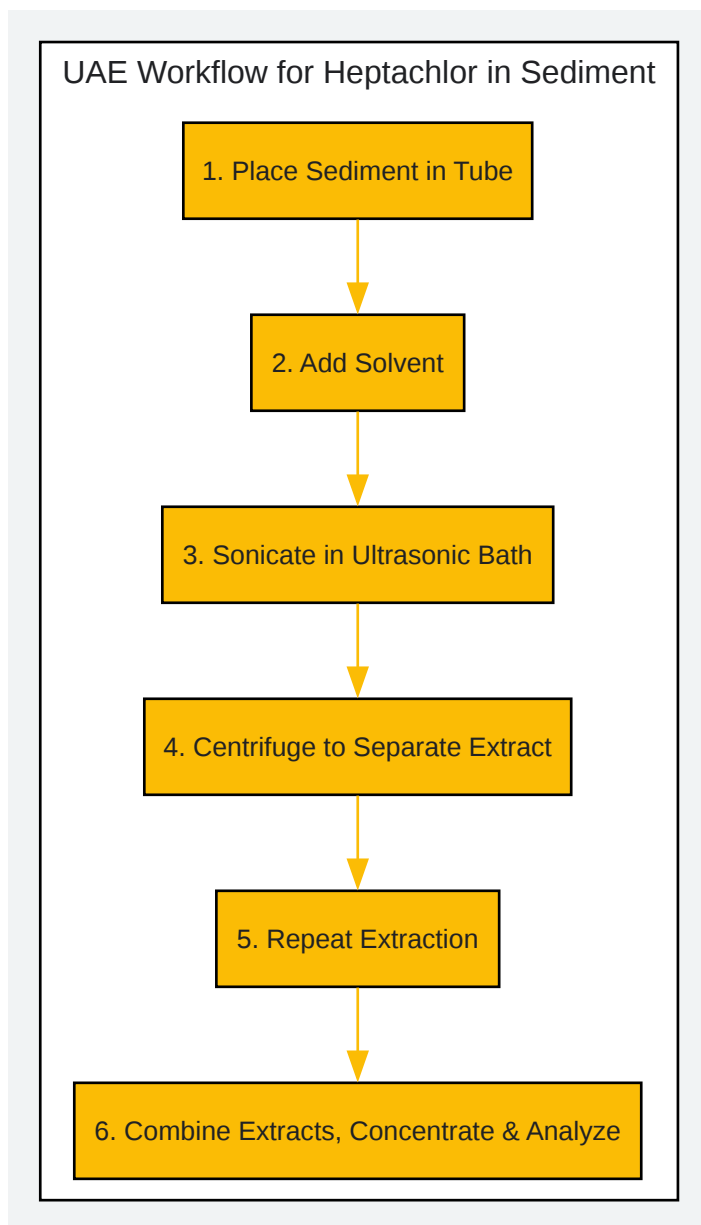 UAE Workflow for Heptachlor in Sediment
1. Place Sediment in Tube
2. Add Solvent
3. Sonicate in Ultrasonic Bath
4. Centrifuge to Separate Extract
5. Repeat Extraction
6. Combine Extracts, Concentrate & Analyze